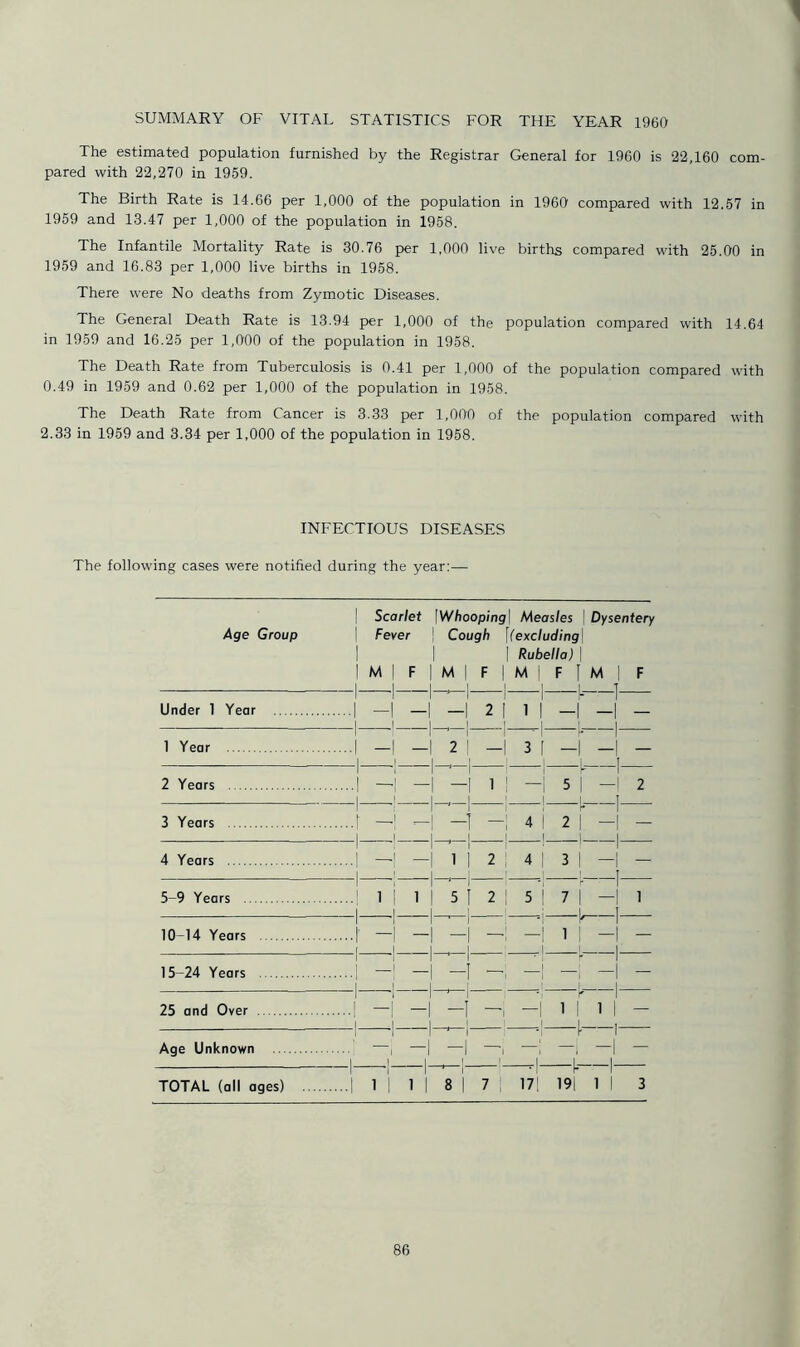 SUMMARY OF VITAL STATISTICS FOR THE YEAR 1960
The estimated population furnished by the Registrar General for 1960 is 22,160 com-
pared with 22,270 in 1959.
The Birth Rate is 14.66 per 1,000 of the population in 1960 compared with 12.57 in
1959 and 13.47 per 1,000 of the population in 1958.
The Infantile Mortality Rate is 30.76 per 1,000 live births compared with 25.00 in
1959 and 16.83 per 1,000 live births in 1958.
There were No deaths from Zymotic Diseases.
The General Death Rate is 13.94 per 1,000 of the population compared with 14.64
in 1959 and 16.25 per 1,000 of the population in 1958.
The Death Rate from Tuberculosis is 0.41 per 1,000 of the population compared with
0.49 in 1959 and 0.62 per 1,000 of the population in 1958.
The Death Rate from Cancer is 3.33 per 1,000 of the population compared with
2.33 in 1959 and 3.34 per 1,000 of the population in 1958.
INFECTIOUS DISEASES
The following cases were notified during the year:—
Scarlet | Whooping | Measles | Dysentery
Age Group | Fever | Cough | (excluding
Rubella)
M | F | M | F | M | F | M | F
Under 1 Year ............... | — | — | — | 2 | 1 | — | — | —
1 Year ............... | — | — | 2 | — | 3 | — | — | —
2 Years ............... | — | — | — | 1 | — | 5 | — | 2
3 Years ............... | — | — | — | — | 4 | 2 | — | —
4 Years ............... | — | — | 1 | 2 | 4 | 3 | — | —
5-9 Years ............... | 1 | 1 | 5 | 2 | 5 | 7 | — | 1
10-14 Years ............... | — | — | — | — | — | 1 | — | —
15-24 Years ............... | — | — | — | — | — | — | — | —
25 and Over ............... | — | — | — | — | — | 1 | 1 | —
Age Unknown ............... | — | — | — | — | — | — | — | —
TOTAL (all ages) ......... | 1 | 1 | 8 | 7 | 17 | 19 | 1 | 3
86